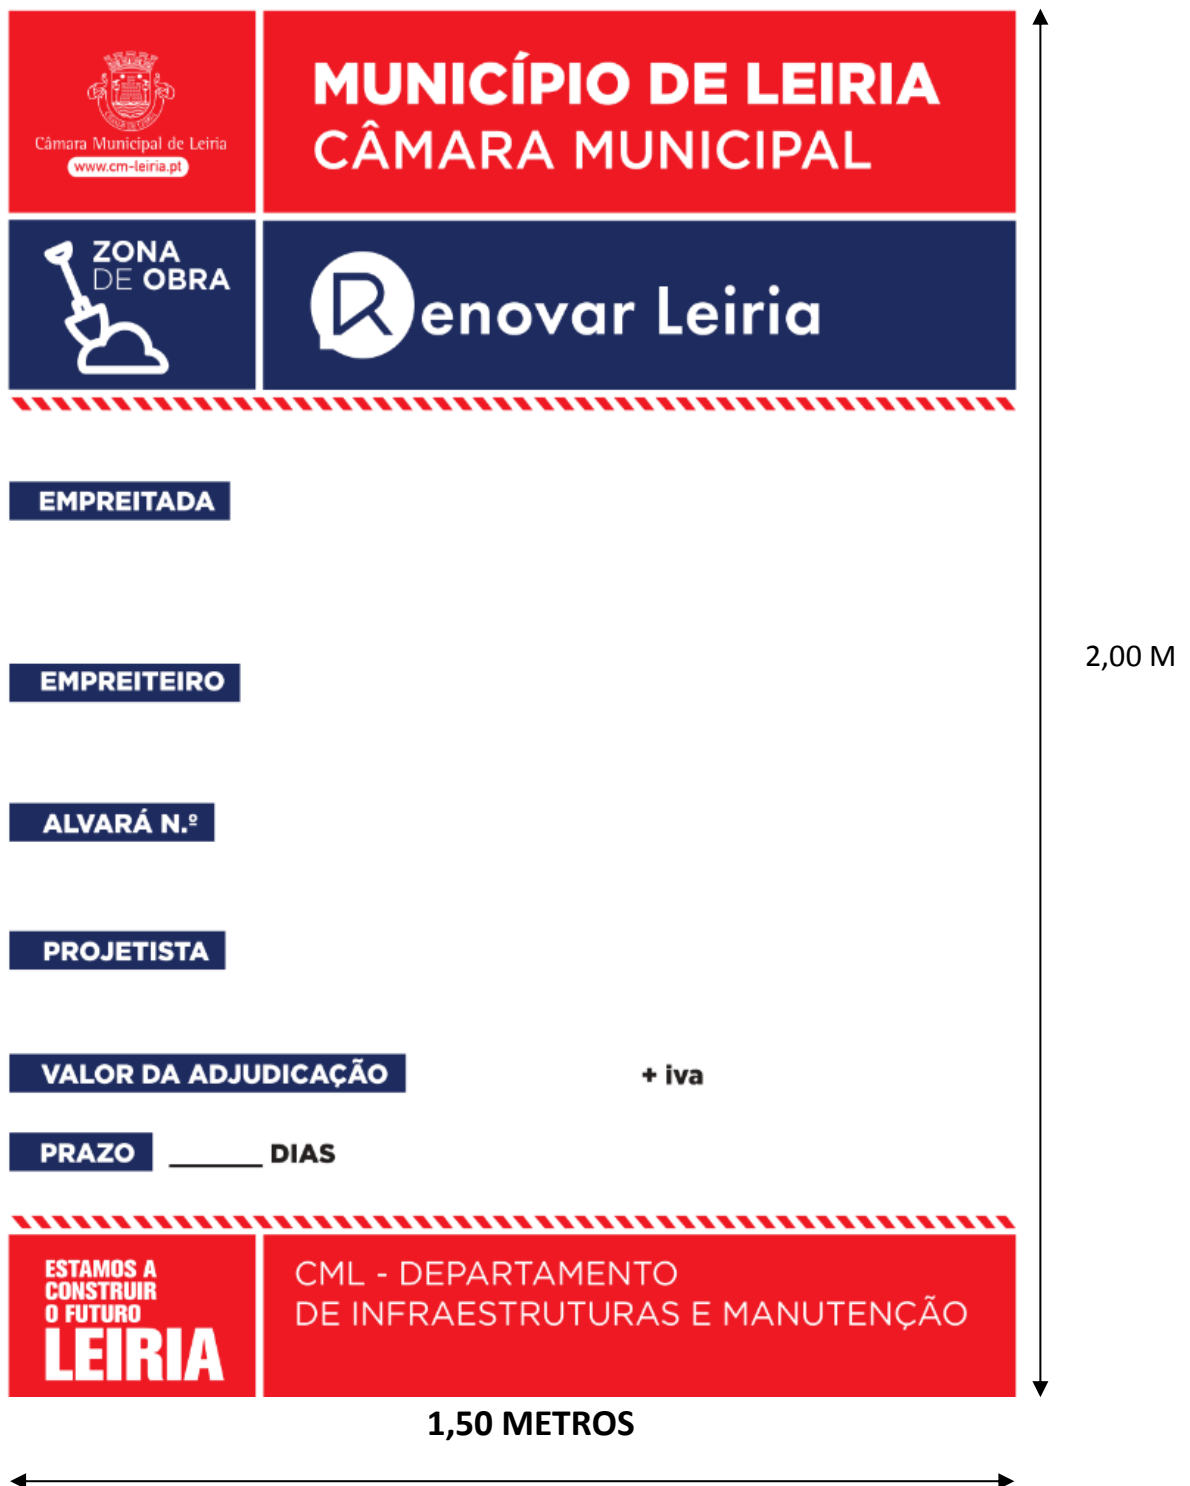 Câmara Municipal de Leiria
www.cm-leiria.pt
MUNICÍPIO DE LEIRIA
CÂMARA MUNICIPAL
ZONA
DE OBRA
Renovar Leiria
EMPREITADA
2,00 M
EMPREITEIRO
ALVARÁ N.º
PROJETISTA
VALOR DA ADJUDICAÇÃO + iva
PRAZO ______ DIAS
ESTAMOS A
CONSTRUIR
O FUTURO
LEIRIA
CML - DEPARTAMENTO
DE INFRAESTRUTURAS E MANUTENÇÃO
1,50 METROS